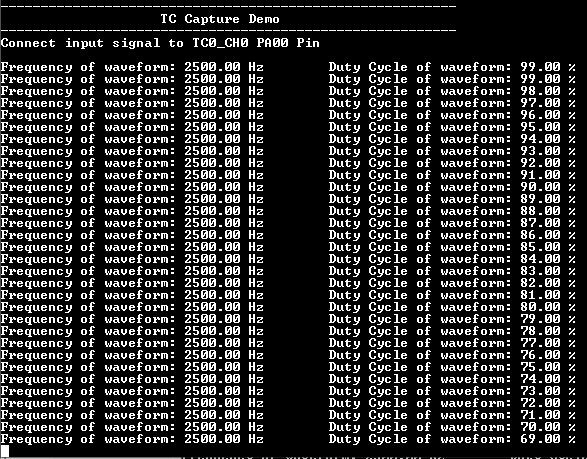 TC Capture Demo
Connect input signal to TC0_CH0 PA00 Pin
Frequency of waveform: 2500.00 Hz Duty Cycle of waveform: 99.00 %
Frequency of waveform: 2500.00 Hz Duty Cycle of waveform: 99.00 %
Frequency of waveform: 2500.00 Hz Duty Cycle of waveform: 98.00 %
Frequency of waveform: 2500.00 Hz Duty Cycle of waveform: 97.00 %
Frequency of waveform: 2500.00 Hz Duty Cycle of waveform: 96.00 %
Frequency of waveform: 2500.00 Hz Duty Cycle of waveform: 95.00 %
Frequency of waveform: 2500.00 Hz Duty Cycle of waveform: 94.00 %
Frequency of waveform: 2500.00 Hz Duty Cycle of waveform: 93.00 %
Frequency of waveform: 2500.00 Hz Duty Cycle of waveform: 92.00 %
Frequency of waveform: 2500.00 Hz Duty Cycle of waveform: 91.00 %
Frequency of waveform: 2500.00 Hz Duty Cycle of waveform: 90.00 %
Frequency of waveform: 2500.00 Hz Duty Cycle of waveform: 89.00 %
Frequency of waveform: 2500.00 Hz Duty Cycle of waveform: 88.00 %
Frequency of waveform: 2500.00 Hz Duty Cycle of waveform: 87.00 %
Frequency of waveform: 2500.00 Hz Duty Cycle of waveform: 86.00 %
Frequency of waveform: 2500.00 Hz Duty Cycle of waveform: 85.00 %
Frequency of waveform: 2500.00 Hz Duty Cycle of waveform: 84.00 %
Frequency of waveform: 2500.00 Hz Duty Cycle of waveform: 83.00 %
Frequency of waveform: 2500.00 Hz Duty Cycle of waveform: 82.00 %
Frequency of waveform: 2500.00 Hz Duty Cycle of waveform: 81.00 %
Frequency of waveform: 2500.00 Hz Duty Cycle of waveform: 80.00 %
Frequency of waveform: 2500.00 Hz Duty Cycle of waveform: 79.00 %
Frequency of waveform: 2500.00 Hz Duty Cycle of waveform: 78.00 %
Frequency of waveform: 2500.00 Hz Duty Cycle of waveform: 77.00 %
Frequency of waveform: 2500.00 Hz Duty Cycle of waveform: 76.00 %
Frequency of waveform: 2500.00 Hz Duty Cycle of waveform: 75.00 %
Frequency of waveform: 2500.00 Hz Duty Cycle of waveform: 74.00 %
Frequency of waveform: 2500.00 Hz Duty Cycle of waveform: 73.00 %
Frequency of waveform: 2500.00 Hz Duty Cycle of waveform: 72.00 %
Frequency of waveform: 2500.00 Hz Duty Cycle of waveform: 71.00 %
Frequency of waveform: 2500.00 Hz Duty Cycle of waveform: 70.00 %
Frequency of waveform: 2500.00 Hz Duty Cycle of waveform: 69.00 %